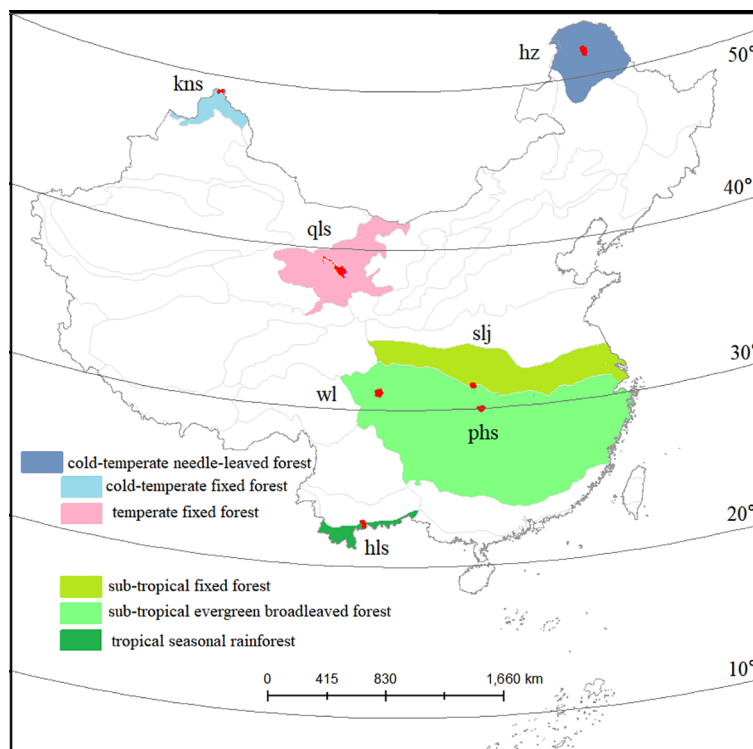 hz
50°
kns
40°
qls
slj
30°
wl
phs
cold-temperate needle-leaved forest
cold-temperate fixed forest
temperate fixed forest
20°
hls
sub-tropical fixed forest
sub-tropical evergreen broadleaved forest
tropical seasonal rainforest
10°
0 415 830 1,660 km